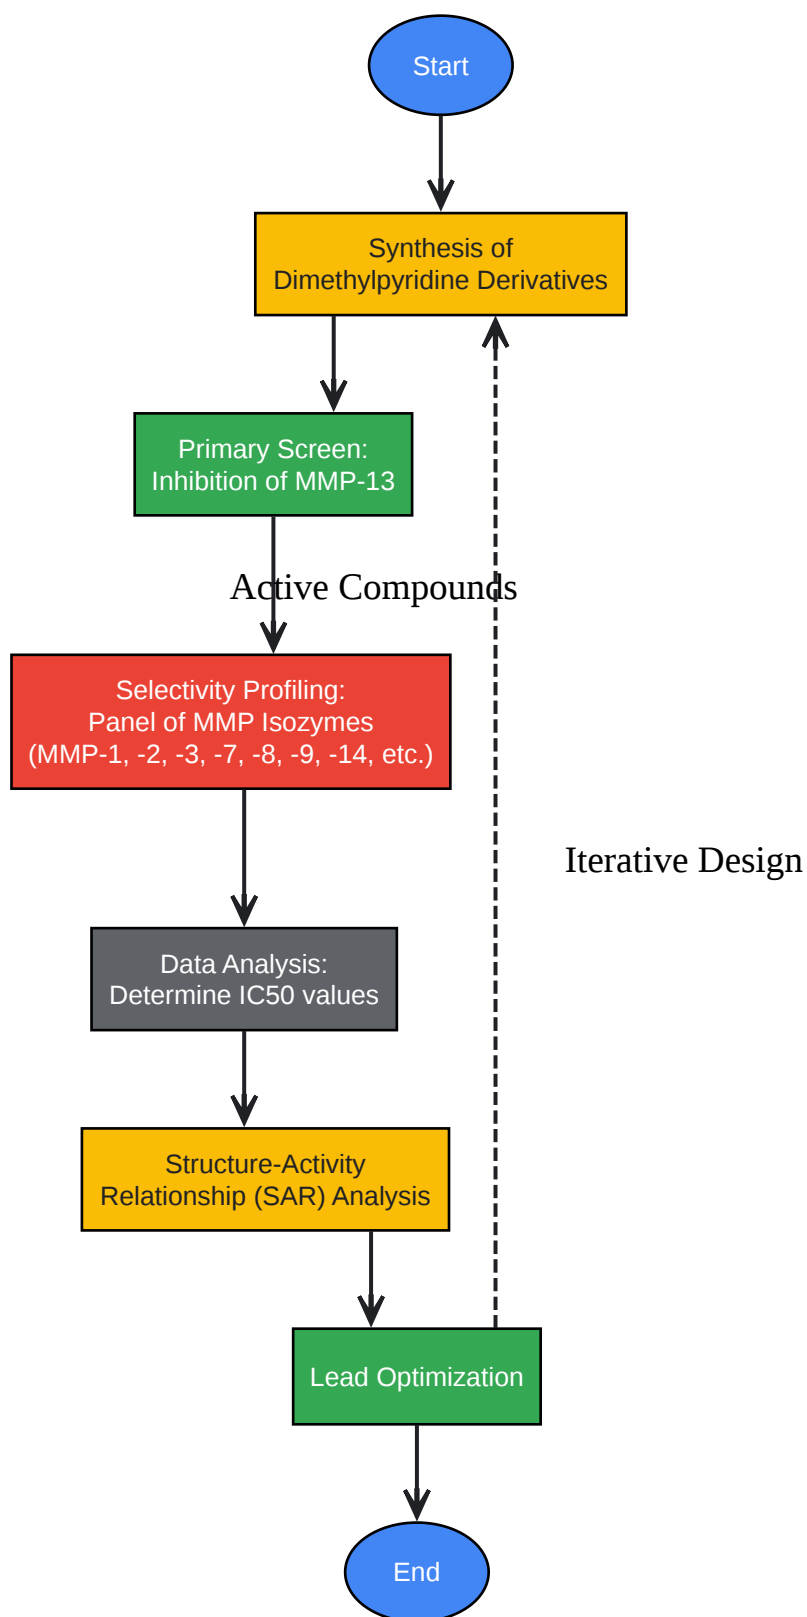 Start
Synthesis of
Dimethylpyridine Derivatives
Primary Screen:
Inhibition of MMP-13
Active Compounds
Selectivity Profiling:
Panel of MMP Isozymes
(MMP-1, -2, -3, -7, -8, -9, -14, etc.)
Iterative Design
Data Analysis:
Determine IC50 values
Structure-Activity
Relationship (SAR) Analysis
Lead Optimization
End